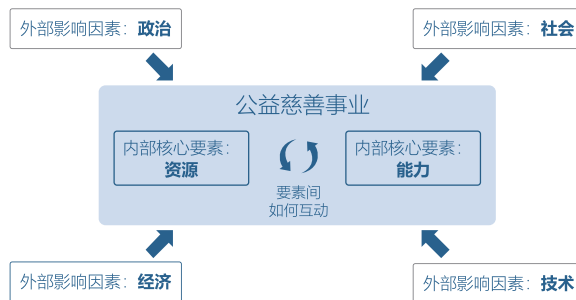 外部影响因素：政治
外部影响因素：社会
公益慈善事业
内部核心要素：
资源
内部核心要素：
能力
要素间
如何互动
外部影响因素：经济
外部影响因素：技术